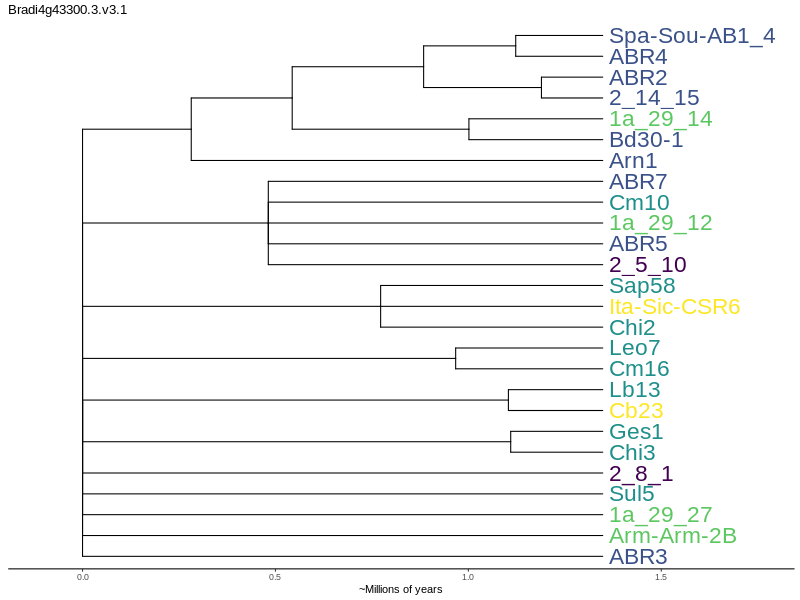 Bradi4g43300.3.v3.1
Spa-Sou-AB1_4
ABR4
ABR2
2_14_15
1a_29_14
Bd30-1
Arn1
ABR7
Cm10
1a_29_12
ABR5
2_5_10
Sap58
Ita-Sic-CSR6
Chi2
Leo7
Cm16
Lb13
Cb23
Ges1
Chi3
2_8_1
Sul5
1a_29_27
Arm-Arm-2B
ABR3
0.0 0.5 1.0 1.5
~Millions of years